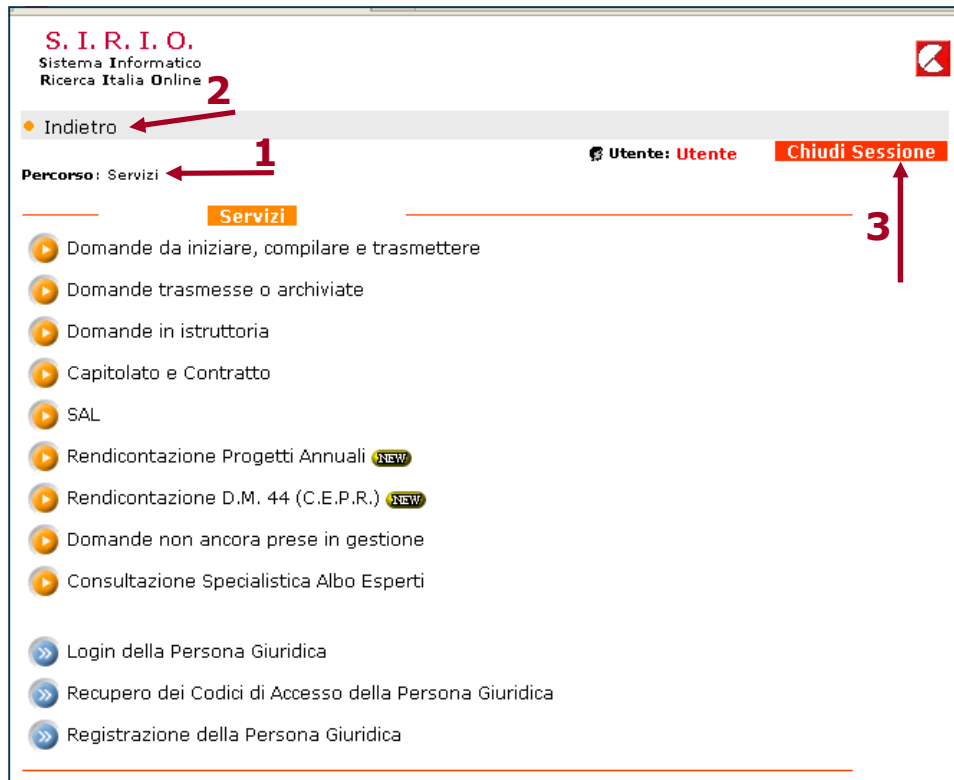 S. I. R. I. O.
Sistema Informatico
Ricerca Italia Online
2
Indietro
1
Utente: Utente
Chiudi Sessione
Percorso: Servizi
3
Servizi
Domande da iniziare, compilare e trasmettere
Domande trasmesse o archiviate
Domande in istruttoria
Capitolato e Contratto
SAL
Rendicontazione Progetti Annuali NEW
Rendicontazione D.M. 44 (C.E.P.R.) NEW
Domande non ancora prese in gestione
Consultazione Specialistica Albo Esperti
Login della Persona Giuridica
Recupero dei Codici di Accesso della Persona Giuridica
Registrazione della Persona Giuridica